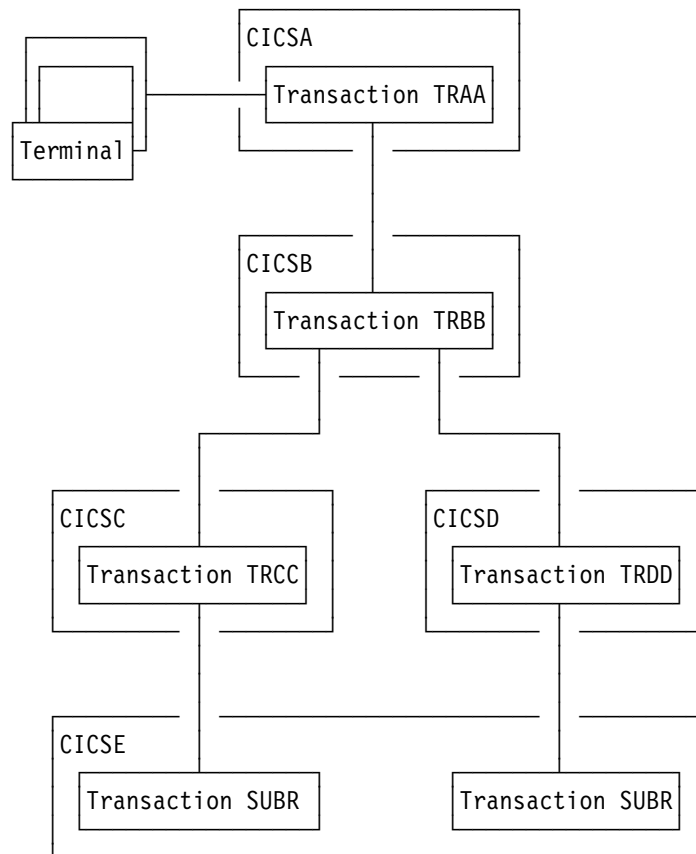 CICSA
Transaction TRAA
Terminal
CICSB
Transaction TRBB
CICSC
CICSD
Transaction TRCC
Transaction TRDD
CICSE
Transaction SUBR
Transaction SUBR